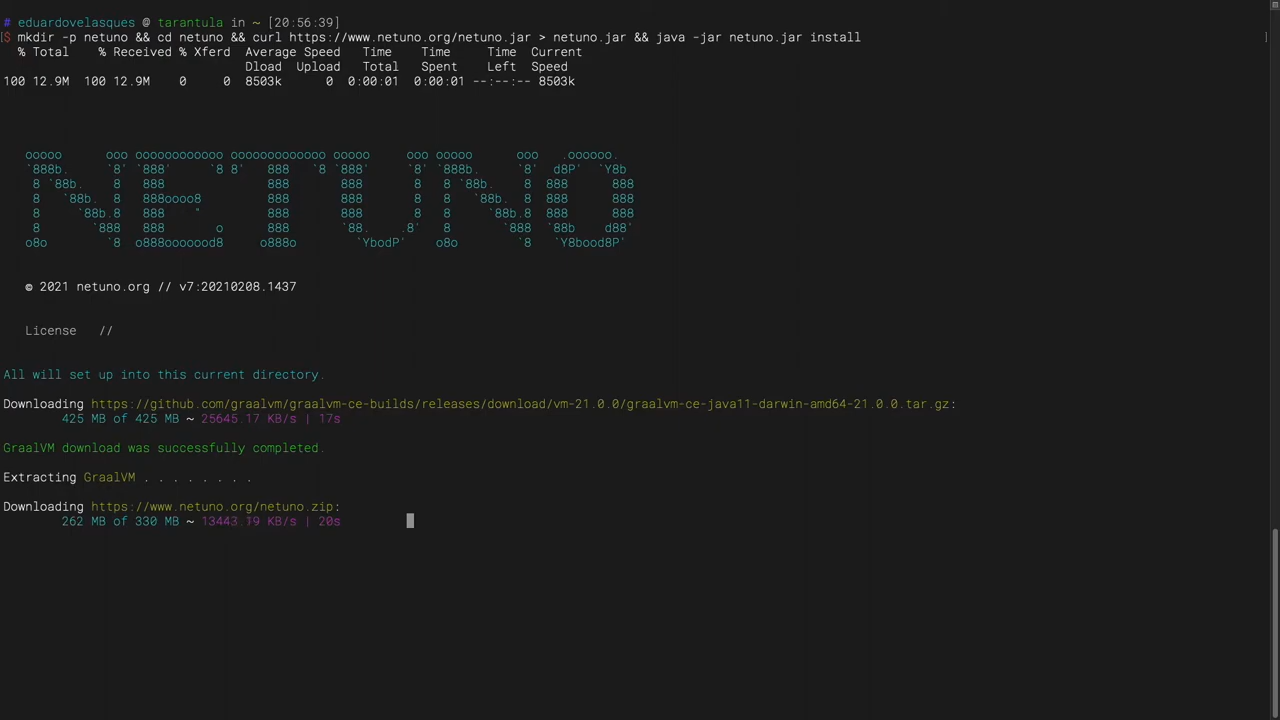 # eduardovelasques @ tarantula in ~ [20:56:39]
$ mkdir -p netuno && cd netuno && curl https://www.netuno.org/netuno.jar > netuno.jar && java -jar netuno.jar install
% Total % Received % Xferd Average Speed Time Time Time Current
Dload Upload Total Spent Left Speed
100 12.9M 100 12.9M 0 0 8503k 0 0:00:01 0:00:01 --:--:-- 8503k
NETUNO
© 2021 netuno.org // v7:20210208.1437
License //
All will set up into this current directory.
Downloading https://github.com/graalvm/graalvm-ce-builds/releases/download/vm-21.0.0/graalvm-ce-java11-darwin-amd64-21.0.0.tar.gz:
425 MB of 425 MB ~ 25645.17 KB/s | 17s
GraalVM download was successfully completed.
Extracting GraalVM . . . . . . . .
Downloading https://www.netuno.org/netuno.zip:
262 MB of 330 MB ~ 13443.19 KB/s | 20s